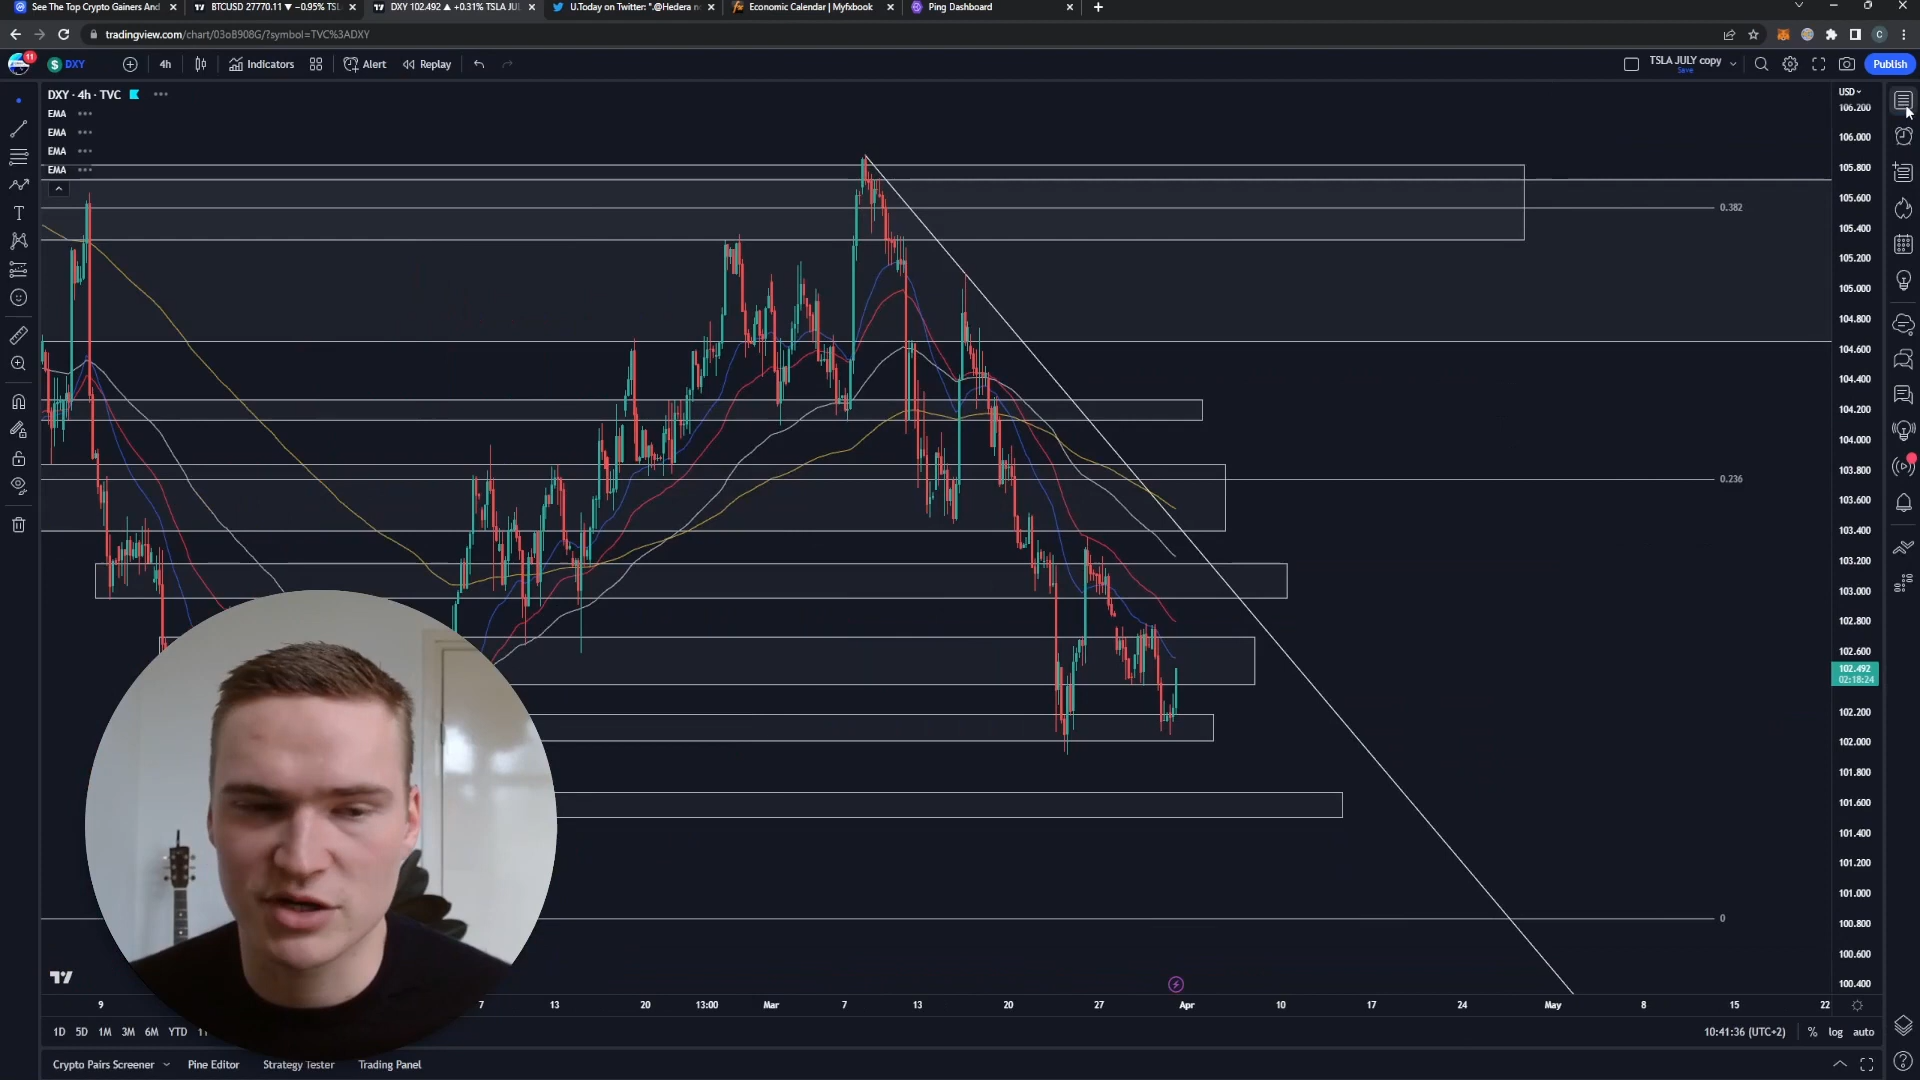 See The Top Crypto Gainers And
BTCUSD 27770.11 ▼ −0.95% TSL
DXY 102.492 ▲ +0.31% TSLA JUL
U.Today on Twitter: ".@Hedera n
Economic Calendar | Myfxbook
Ping Dashboard
tradingview.com/chart/03oB908G/?symbol=TVC%3ADXY
11
DXY
4h
Indicators
Alert
Replay
TSLA JULY copy
Save
Publish
DXY · 4h · TVC
EMA
EMA
EMA
EMA
USD
106.200
106.000
105.800
105.600
105.400
105.200
105.000
104.800
104.600
104.400
104.200
104.000
103.800
103.600
103.400
103.200
103.000
102.800
102.600
102.492
02:18:24
102.200
102.000
101.800
101.600
101.400
101.200
101.000
100.800
100.600
100.400
0.382
0.236
0
9
7
13
20
13:00
Mar
7
13
20
27
Apr
10
17
24
May
8
15
22
1D
5D
1M
3M
6M
YTD
10:41:36 (UTC+2)
%
log
auto
Crypto Pairs Screener
Pine Editor
Strategy Tester
Trading Panel